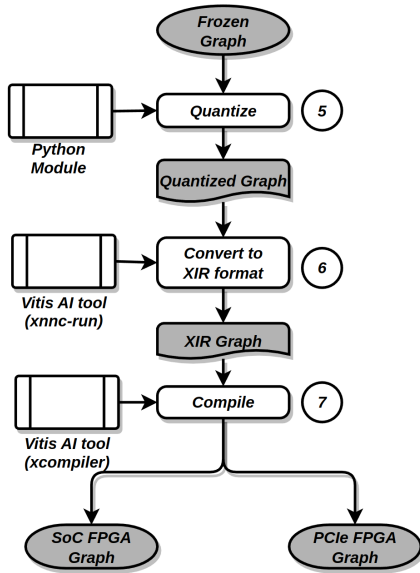 Frozen
Graph
Quantize
5
Python
Module
Quantized Graph
Convert to
XIR format
6
Vitis AI tool
(xnnc-run)
XIR Graph
Compile
7
Vitis AI tool
(xcompiler)
SoC FPGA
Graph
PCIe FPGA
Graph